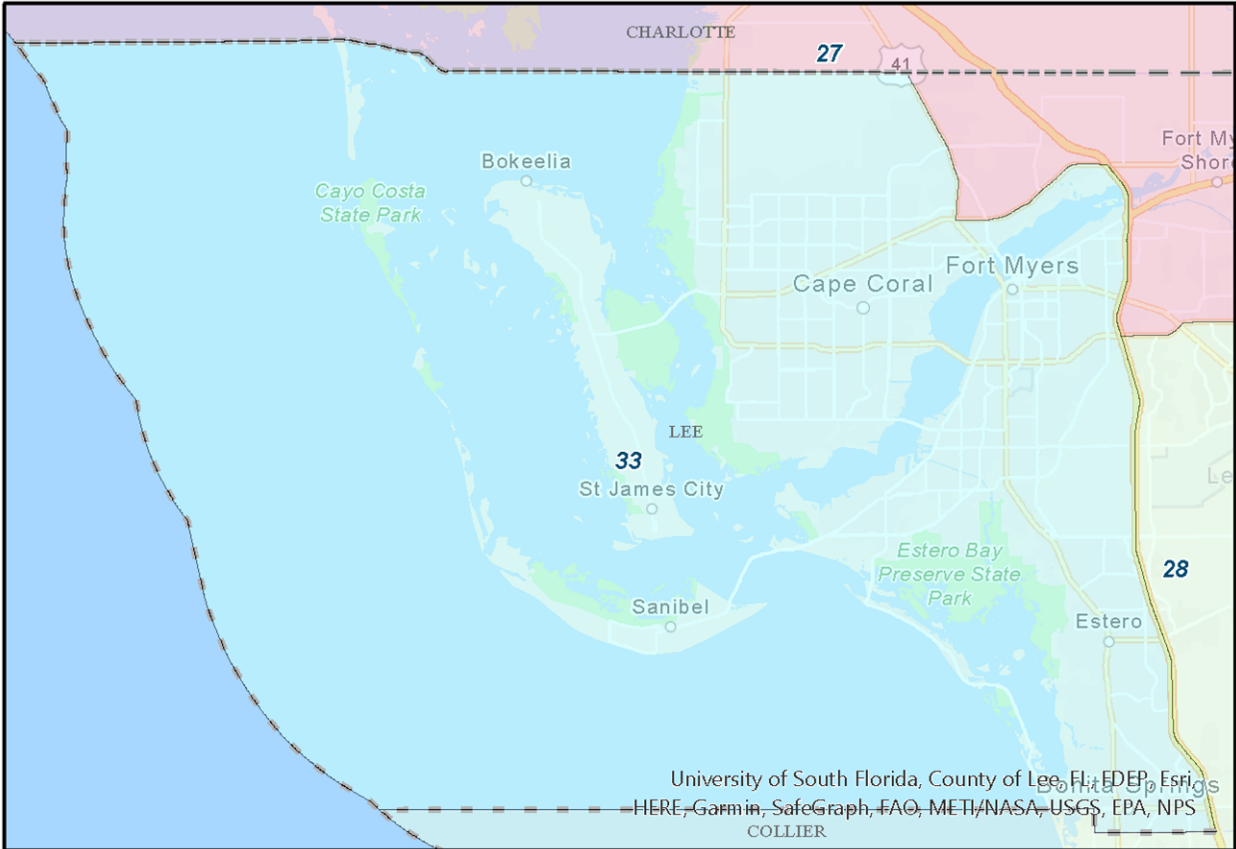 CHARLOTTE
27
41
Fort My
Shor
Bokeelia
Cayo Costa
State Park
Fort Myers
Cape Coral
LEE
33
St James City
Le
Estero Bay
Preserve State
Park
28
Sanibel
Estero
University of South Florida, County of Lee, FL, FDEP, Esri,
Bonita Springs
HERE, Garmin, SafeGraph, FAO, METI/NASA, USGS, EPA, NPS
COLLIER